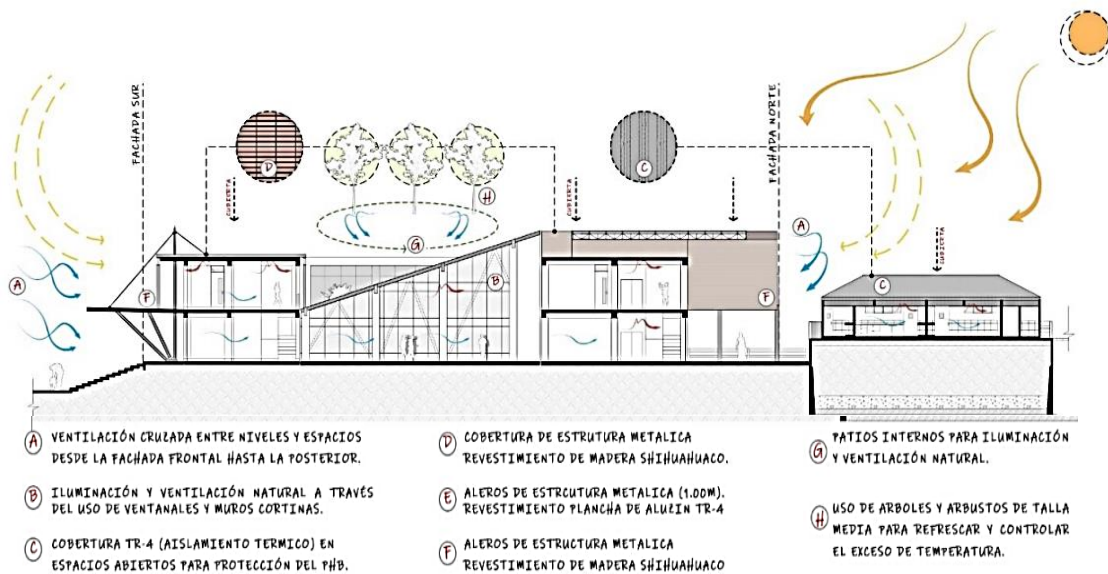 FACHADA SUR
FACHADA NORTE
D
C
H
CUBIERTA
CUBIERTA
CUBIERTA
G
A
A
B
C
F
F
A VENTILACIÓN CRUZADA ENTRE NIVELES Y ESPACIOS
DESDE LA FACHADA FRONTAL HASTA LA POSTERIOR.
B ILUMINACIÓN Y VENTILACIÓN NATURAL A TRAVÉS
DEL USO DE VENTANALES Y MUROS CORTINAS.
C COBERTURA TR-4 (AISLAMIENTO TERMICO) EN
ESPACIOS ABIERTOS PARA PROTECCIÓN DEL PHB.
D COBERTURA DE ESTRUTURA METALICA
REVESTIMIENTO DE MADERA SHIHUAHUACO.
E ALEROS DE ESTRCUTURA METALICA (1.00M).
REVESTIMIENTO PLANCHA DE ALUZIN TR-4
F ALEROS DE ESTRUCTURA METALICA
REVESTIMIENTO DE MADERA SHIHUAHUACO
G PATIOS INTERNOS PARA ILUMINACIÓN
Y VENTILACIÓN NATURAL.
H USO DE ARBOLES Y ARBUSTOS DE TALLA
MEDIA PARA REFRESCAR Y CONTROLAR
EL EXCESO DE TEMPERATURA.